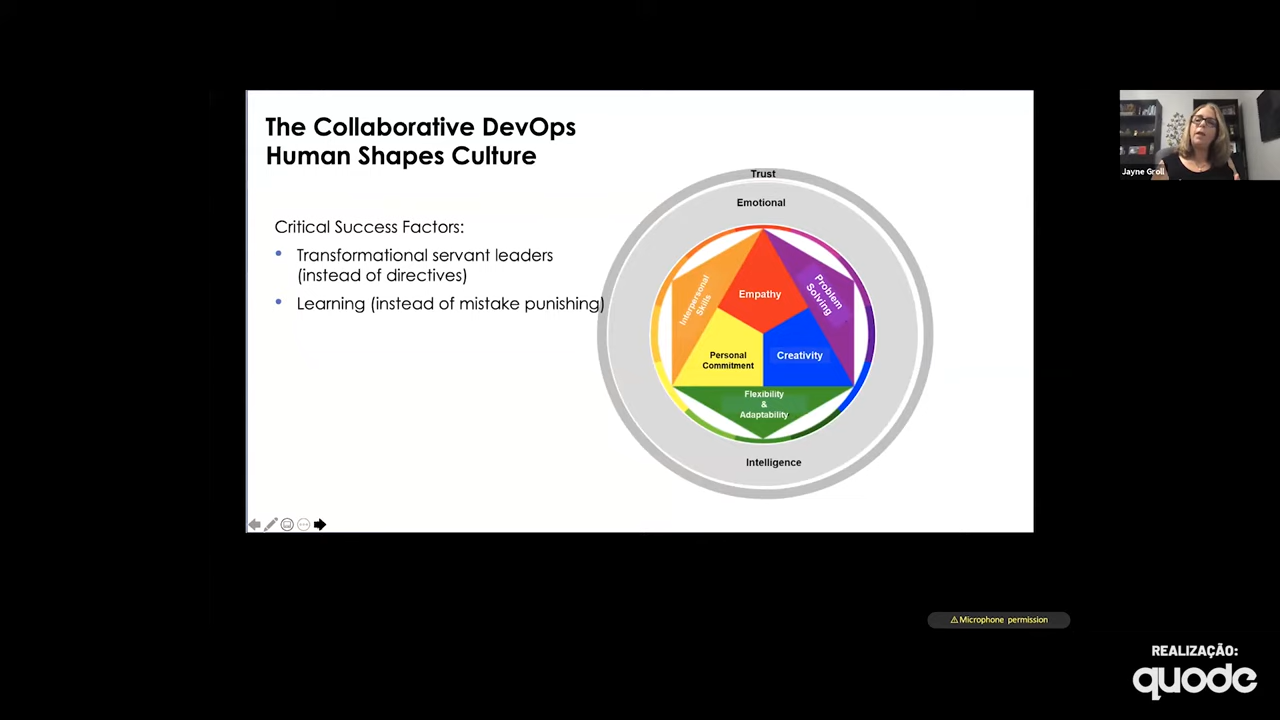 The Collaborative DevOps
Human Shapes Culture
Critical Success Factors:
Transformational servant leaders
(instead of directives)
Learning (instead of mistake punishing)
Trust
Emotional
Interpersonal
Skills
Empathy
Problem
Solving
Personal
Commitment
Creativity
Flexibility
&
Adaptability
Intelligence
Jayne Groll
⚠ Microphone permission
REALIZAÇÃO:
quode